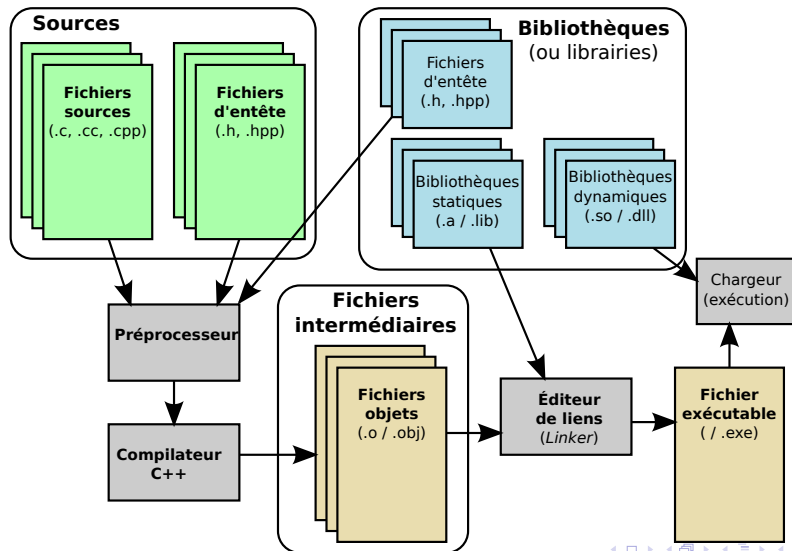 Sources
Fichiers
sources
(.c, .cc, .cpp)
Fichiers
d'entête
(.h, .hpp)
Bibliothèques
(ou librairies)
Fichiers
d'entête
(.h, .hpp)
Bibliothèques
statiques
(.a / .lib)
Bibliothèques
dynamiques
(.so / .dll)
Chargeur
(exécution)
Préprocesseur
Compilateur
C++
Fichiers
intermédiaires
Fichiers
objets
(.o / .obj)
Éditeur
de liens
(Linker)
Fichier
exécutable
( / .exe)